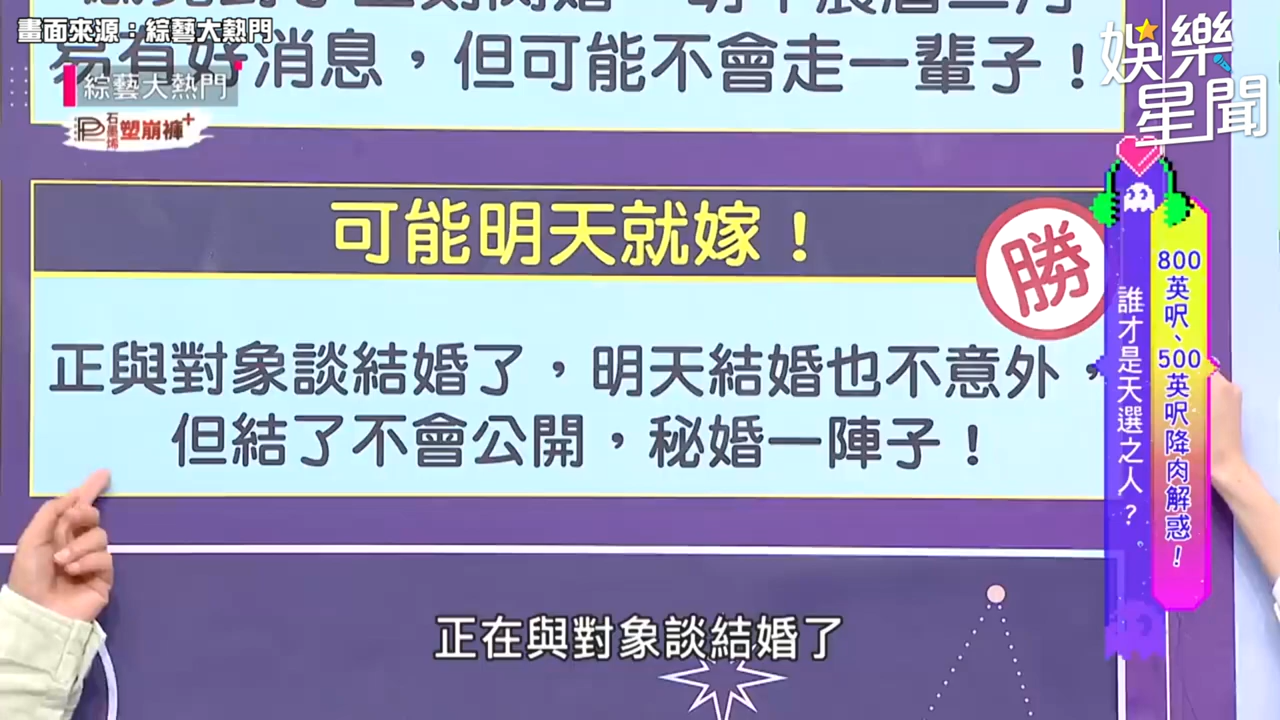 畫面來源：綜藝大熱門
易有好消息，但可能不會走一輩子！
綜藝大熱門
石墨烯
塑崩褲+
娛樂
星聞
可能明天就嫁！
勝
正與對象談結婚了，明天結婚也不意外，
但結了不會公開，秘婚一陣子！
800英呎、500英呎降肉解惑！
誰才是天選之人？
正在與對象談結婚了